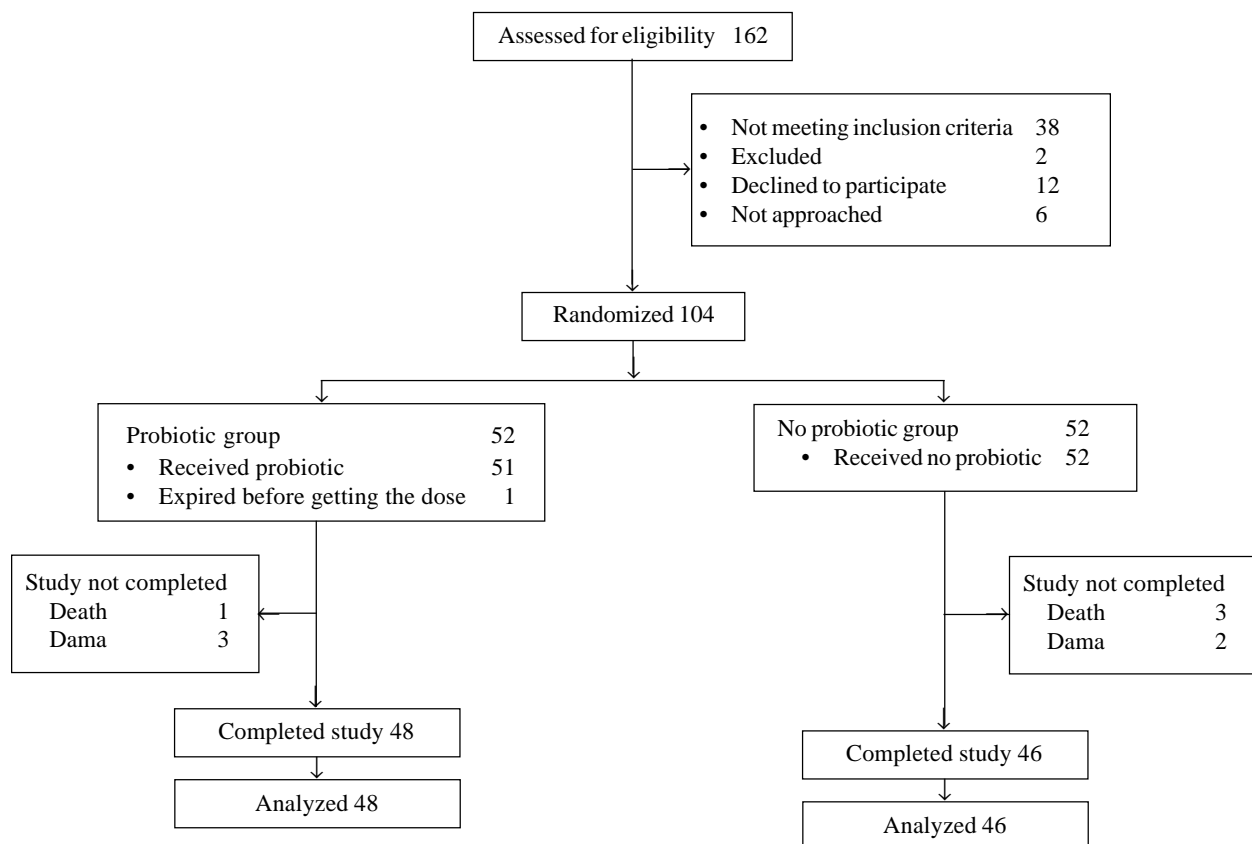 Assessed for eligibility 162
• Not meeting inclusion criteria 38
• Excluded 2
• Declined to participate 12
• Not approached 6
Randomized 104
Probiotic group 52
• Received probiotic 51
• Expired before getting the dose 1
No probiotic group 52
• Received no probiotic 52
Study not completed
Death 1
Dama 3
Study not completed
Death 3
Dama 2
Completed study 48
Analyzed 48
Completed study 46
Analyzed 46